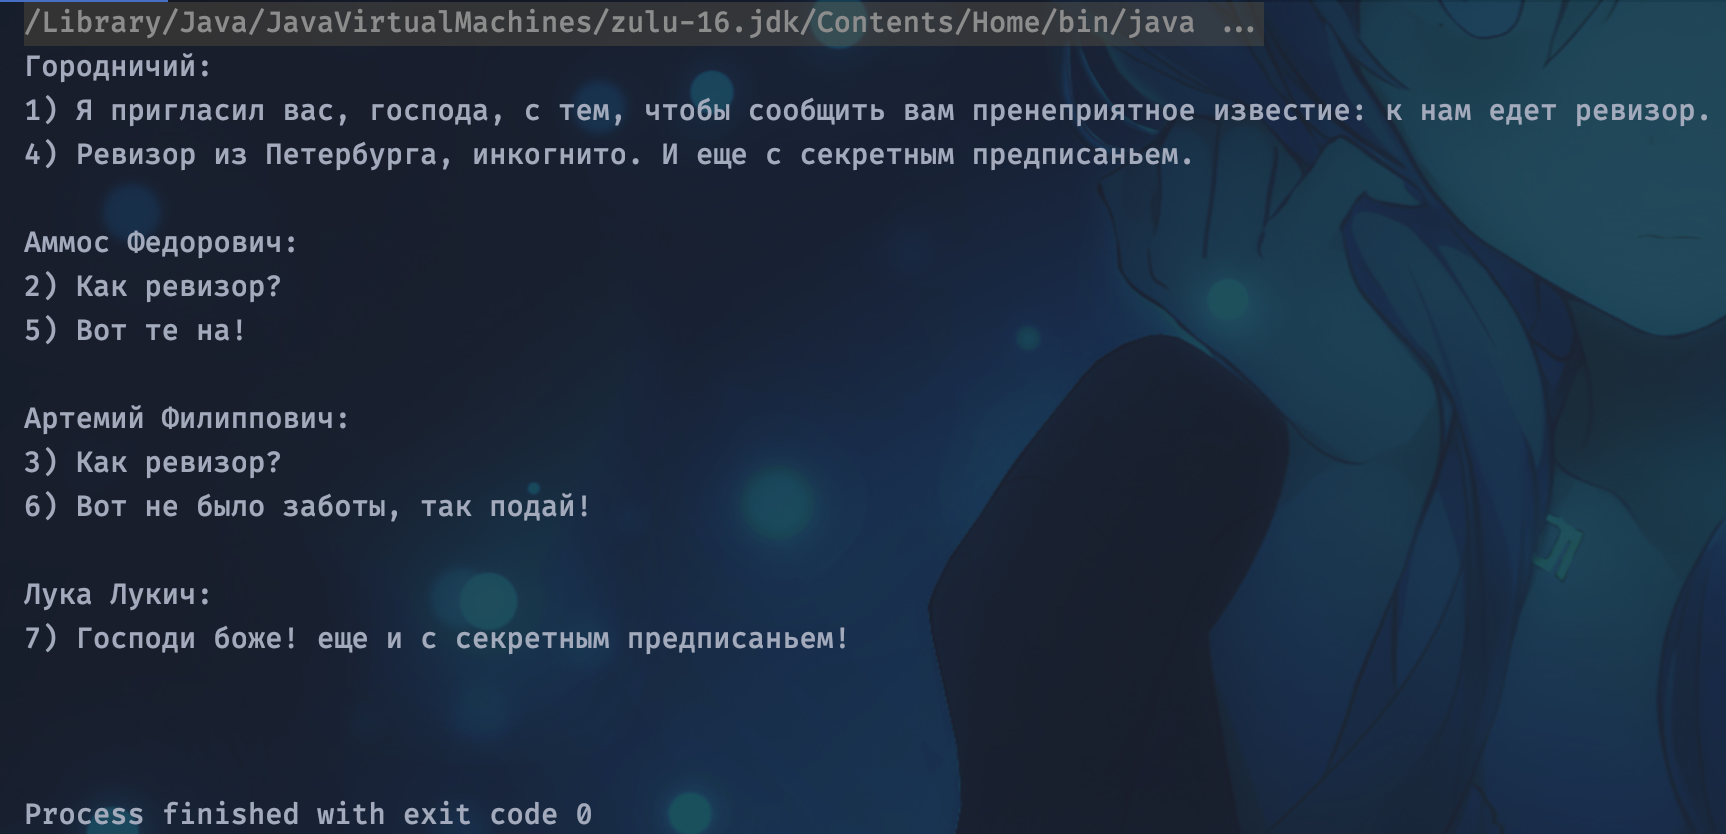 /Library/Java/JavaVirtualMachines/zulu-16.jdk/Contents/Home/bin/java ...
Городничий:
1) Я пригласил вас, господа, с тем, чтобы сообщить вам пренеприятное известие: к нам едет ревизор.
4) Ревизор из Петербурга, инкогнито. И еще с секретным предписаньем.
Аммос Федорович:
2) Как ревизор?
5) Вот те на!
Артемий Филиппович:
3) Как ревизор?
6) Вот не было заботы, так подай!
Лука Лукич:
7) Господи боже! еще и с секретным предписаньем!
Process finished with exit code 0